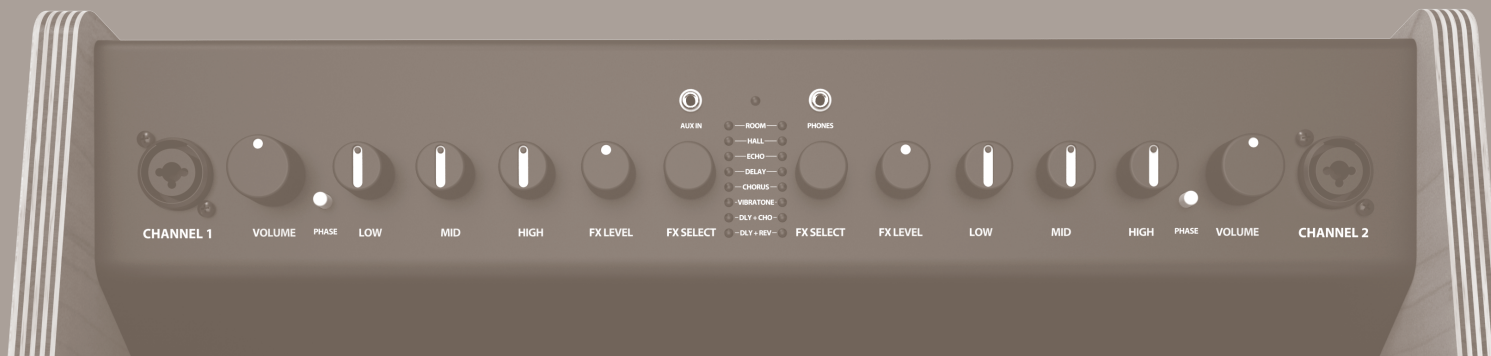 AUX IN
PHONES
ROOM
HALL
ECHO
DELAY
CHORUS
VIBRATONE
DLY + CHO
DLY + REV
CHANNEL 1 VOLUME PHASE LOW MID HIGH FX LEVEL FX SELECT FX SELECT FX LEVEL LOW MID HIGH PHASE VOLUME CHANNEL 2